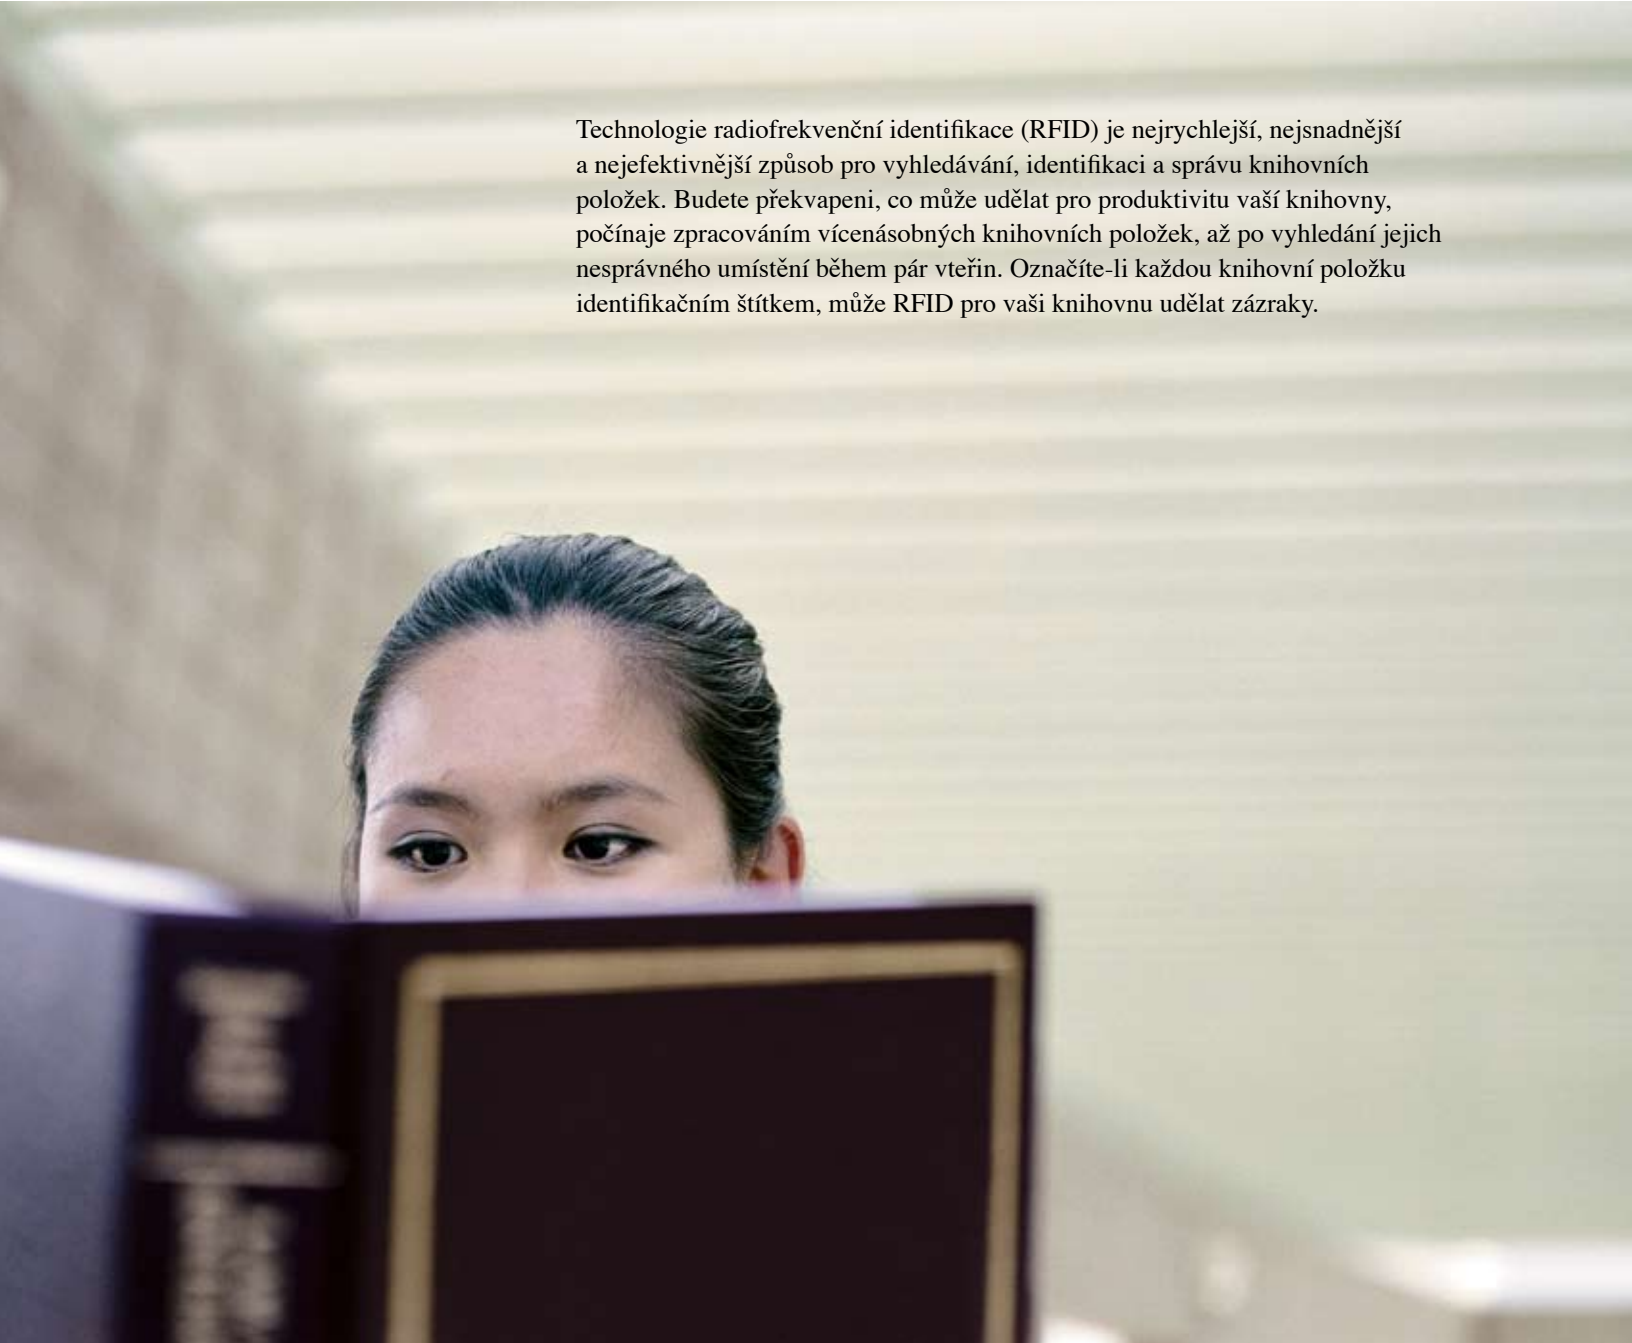 Technologie radiofrekvenční identifikace (RFID) je nejrychlejší, nejsnadnější
a nejefektivnější způsob pro vyhledávání, identifikaci a správu knihovních
položek. Budete překvapeni, co může udělat pro produktivitu vaší knihovny,
počínaje zpracováním vícenásobných knihovních položek, až po vyhledání jejich
nesprávného umístění během pár vteřin. Označíte-li každou knihovní položku
identifikačním štítkem, může RFID pro vaši knihovnu udělat zázraky.